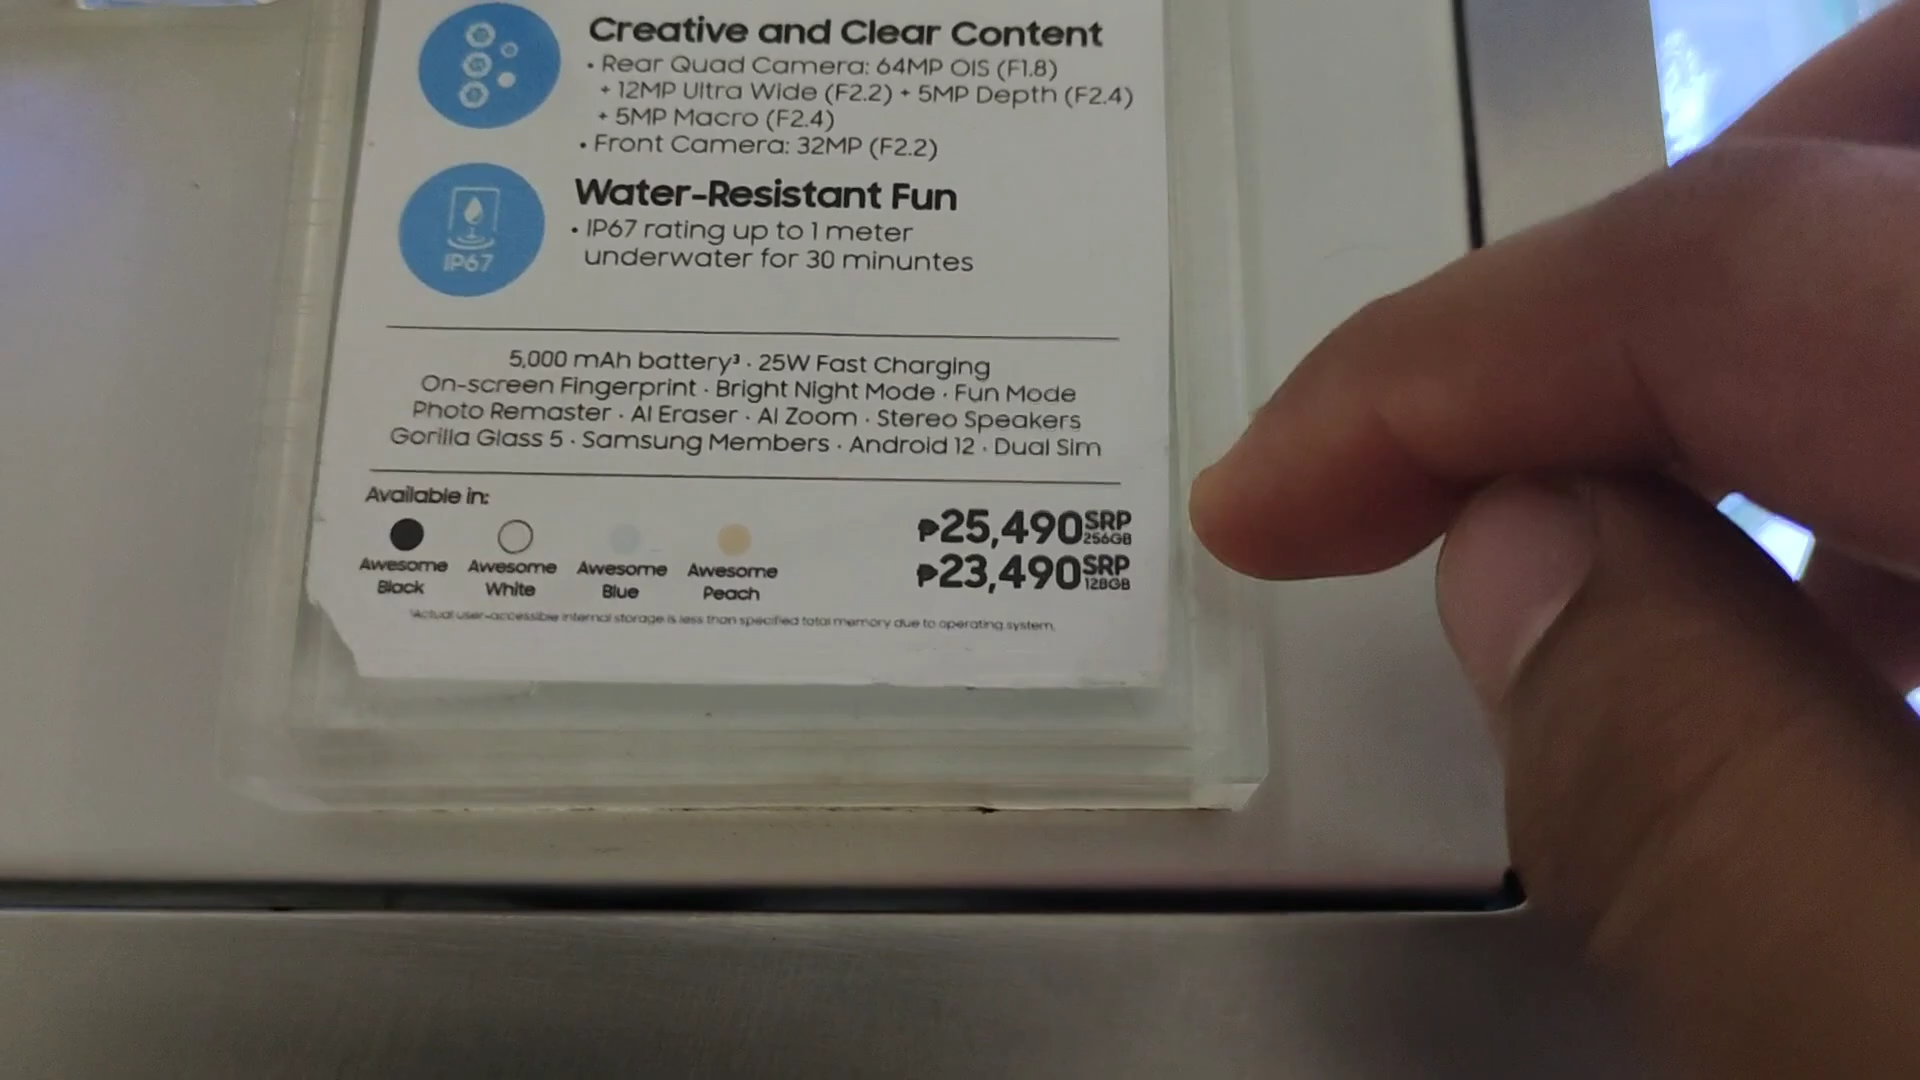 Creative and Clear Content
• Rear Quad Camera: 64MP OIS (F1.8)
+ 12MP Ultra Wide (F2.2) + 5MP Depth (F2.4)
+ 5MP Macro (F2.4)
• Front Camera: 32MP (F2.2)
Water-Resistant Fun
• IP67 rating up to 1 meter
underwater for 30 minuntes
IP67
5,000 mAh battery³ · 25W Fast Charging
On-screen Fingerprint · Bright Night Mode · Fun Mode
Photo Remaster · AI Eraser · AI Zoom · Stereo Speakers
Gorilla Glass 5 · Samsung Members · Android 12 · Dual Sim
Available in:
Awesome Black
Awesome White
Awesome Blue
Awesome Peach
₱25,490 SRP 256GB
₱23,490 SRP 128GB
¹Actual user-accessible internal storage is less than specified total memory due to operating system.